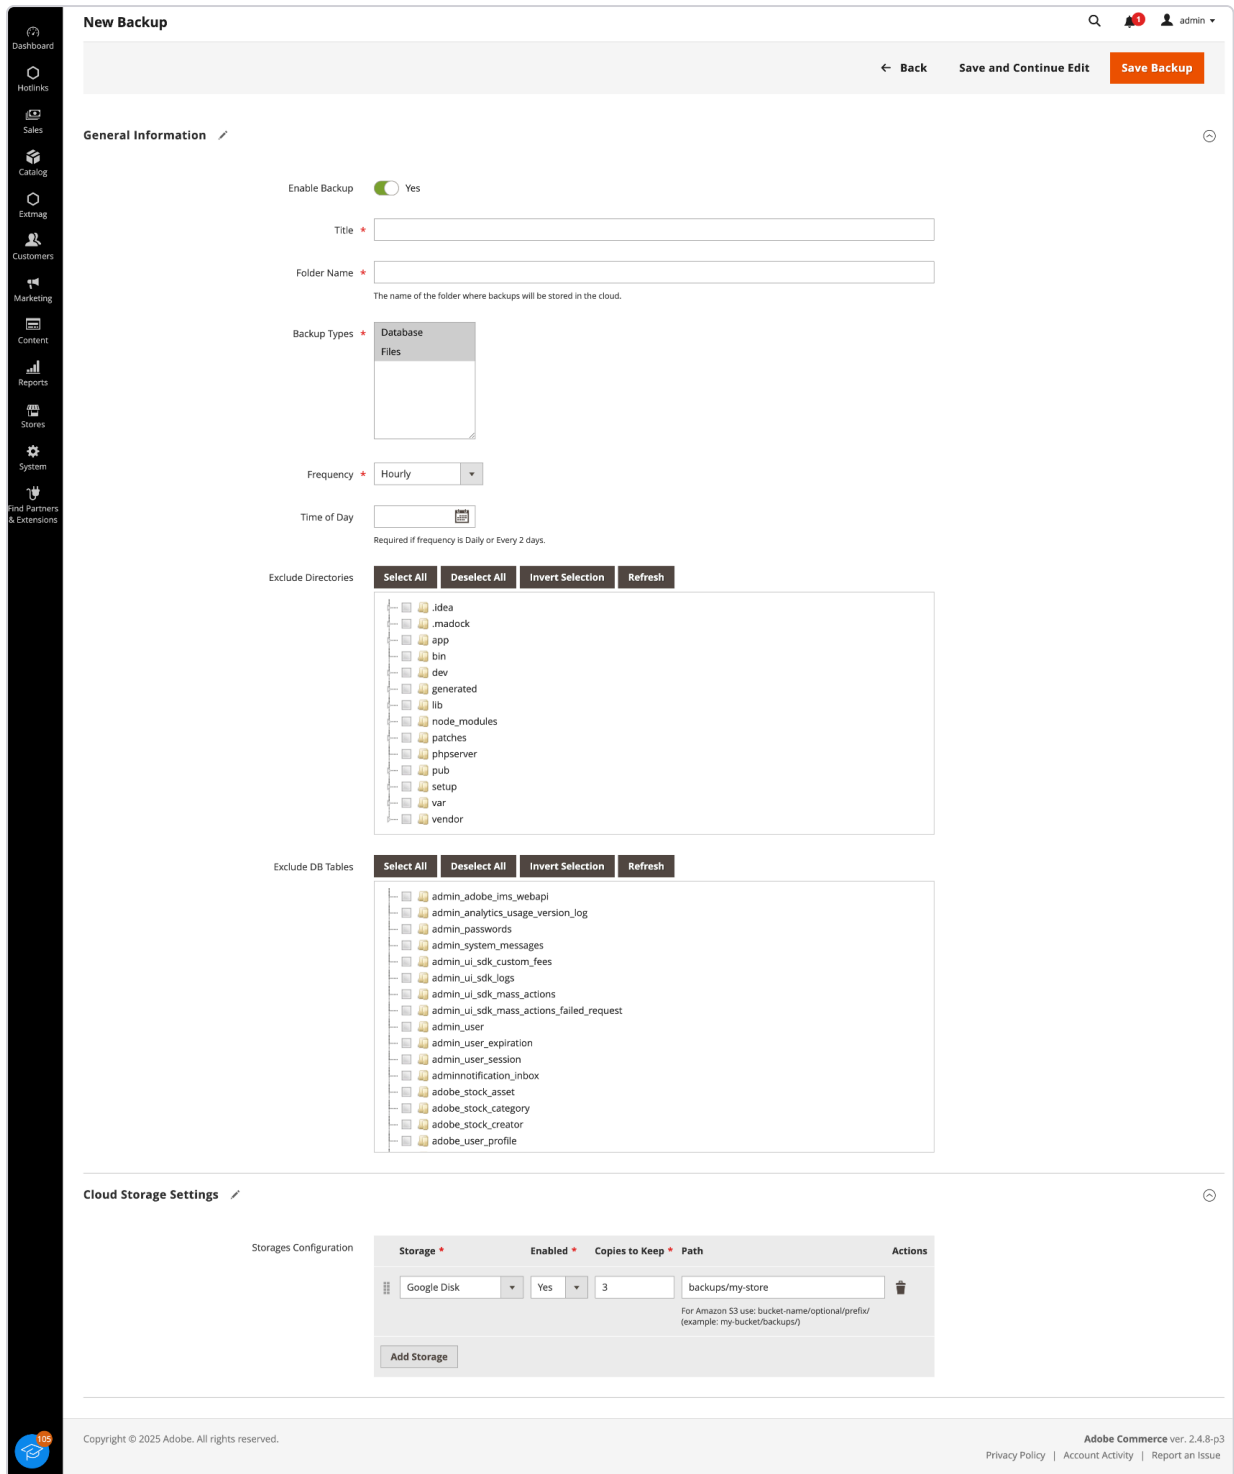 New Backup
1
admin
Dashboard
Hotlinks
Sales
Catalog
Extmag
Customers
Marketing
Content
Reports
Stores
System
Find Partners
& Extensions
105
Back
Save and Continue Edit
Save Backup
General Information
Enable Backup
Yes
Title *
Folder Name *
The name of the folder where backups will be stored in the cloud.
Backup Types *
Database
Files
Frequency *
Hourly
Time of Day
Required if frequency is Daily or Every 2 days.
Exclude Directories
Select All
Deselect All
Invert Selection
Refresh
.idea
.madock
app
bin
dev
generated
lib
node_modules
patches
phpserver
pub
setup
var
vendor
Exclude DB Tables
Select All
Deselect All
Invert Selection
Refresh
admin_adobe_ims_webapi
admin_analytics_usage_version_log
admin_passwords
admin_system_messages
admin_ui_sdk_custom_fees
admin_ui_sdk_logs
admin_ui_sdk_mass_actions
admin_ui_sdk_mass_actions_failed_request
admin_user
admin_user_expiration
admin_user_session
adminnotification_inbox
adobe_stock_asset
adobe_stock_category
adobe_stock_creator
adobe_user_profile
Cloud Storage Settings
Storages Configuration
Storage * Enabled * Copies to Keep * Path Actions
Google Disk Yes 3 backups/my-store
For Amazon S3 use: bucket-name/optional/prefix/
(example: my-bucket/backups/)
Add Storage
Copyright © 2025 Adobe. All rights reserved.
Adobe Commerce ver. 2.4.8-p3
Privacy Policy | Account Activity | Report an Issue